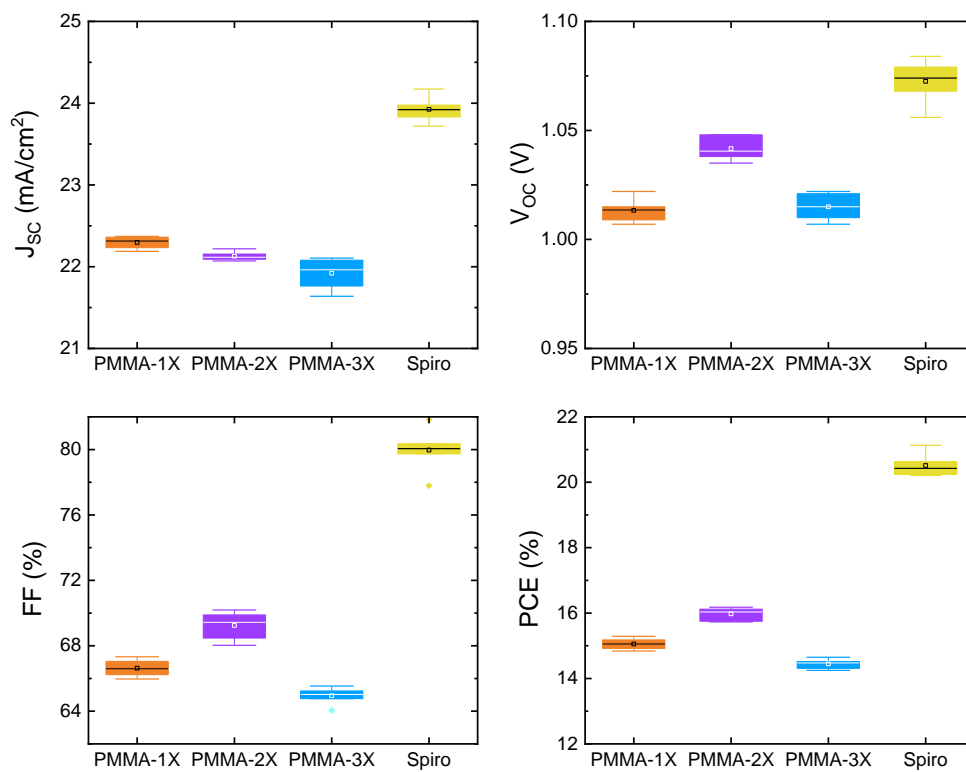 25
24
23
22
21
J_SC (mA/cm²)
PMMA-1X PMMA-2X PMMA-3X Spiro
1.10
1.05
1.00
0.95
V_OC (V)
PMMA-1X PMMA-2X PMMA-3X Spiro
80
76
72
68
64
FF (%)
PMMA-1X PMMA-2X PMMA-3X Spiro
22
20
18
16
14
12
PCE (%)
PMMA-1X PMMA-2X PMMA-3X Spiro